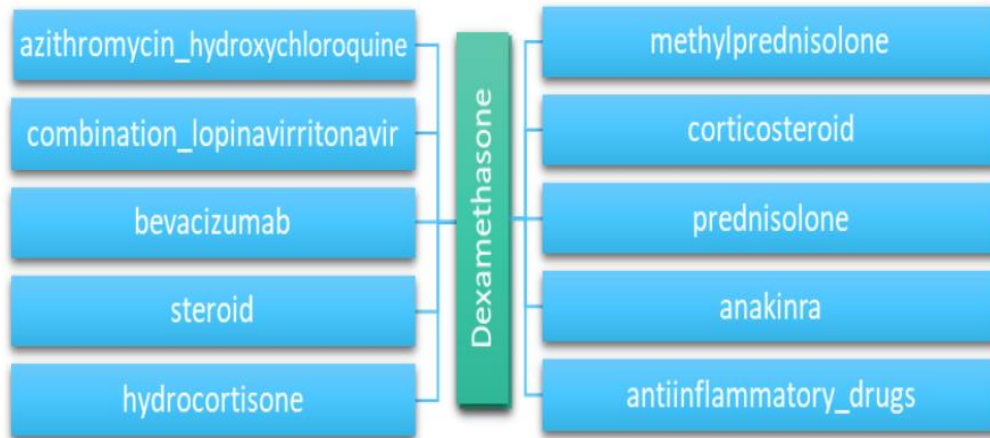 azithromycin_hydroxychloroquine
combination_lopinavirritonavir
bevacizumab
steroid
hydrocortisone
Dexamethasone
methylprednisolone
corticosteroid
prednisolone
anakinra
antiinflammatory_drugs